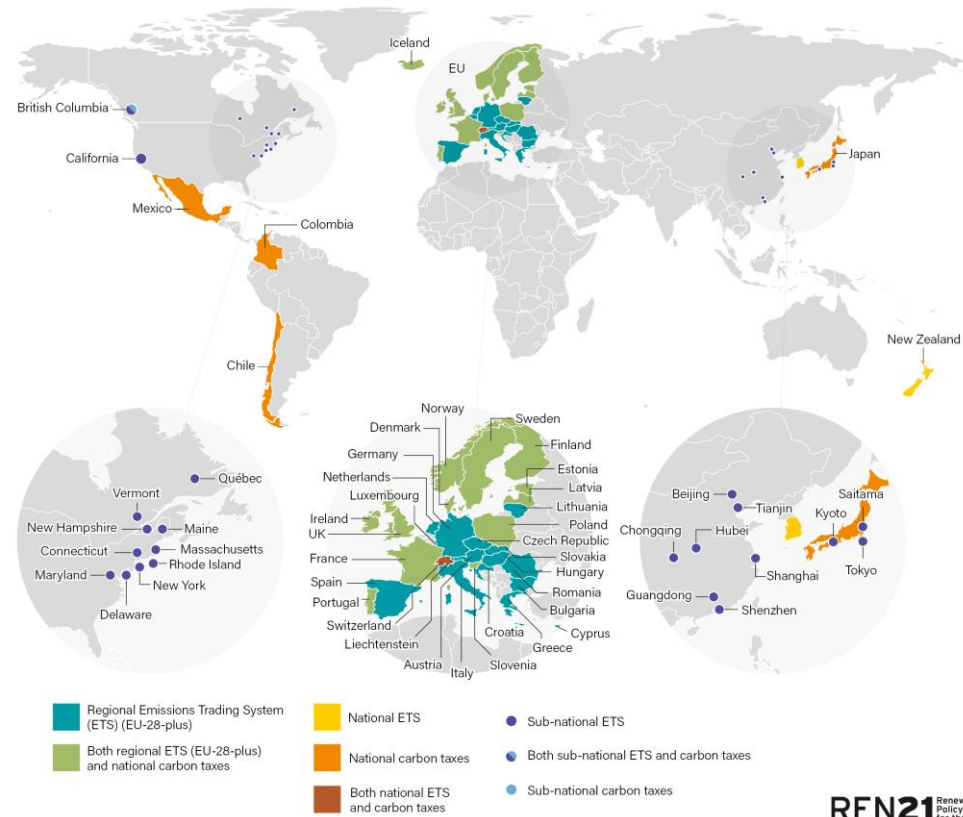 Iceland
EU
British Columbia
California
Japan
Mexico
Colombia
New Zealand
Chile
Québec
Vermont
New Hampshire
Maine
Connecticut
Massachusetts
Rhode Island
Maryland
New York
Delaware
Norway
Sweden
Denmark
Finland
Germany
Netherlands
Estonia
Luxembourg
Latvia
Lithuania
Ireland
Poland
UK
Czech Republic
France
Slovakia
Hungary
Spain
Romania
Portugal
Bulgaria
Switzerland
Cyprus
Liechtenstein
Croatia
Greece
Austria
Slovenia
Italy
Beijing
Saitama
Tianjin
Kyoto
Chongqing
Hubei
Shanghai
Tokyo
Guangdong
Shenzhen
Regional Emissions Trading System
(ETS) (EU-28-plus)
Both regional ETS (EU-28-plus)
and national carbon taxes
National ETS
National carbon taxes
Both national ETS
and carbon taxes
Sub-national ETS
Both sub-national ETS and carbon taxes
Sub-national carbon taxes
REN21
Policy